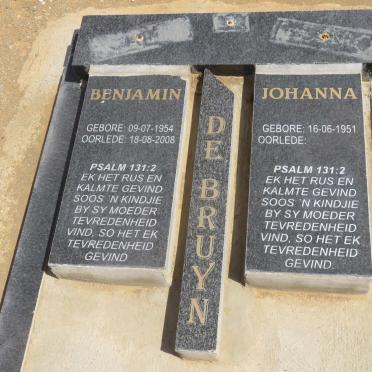 BENJAMIN
GEBORE: 09-07-1954
OORLEDE: 18-08-2008
PSALM 131:2
EK HET RUS EN
KALMTE GEVIND
SOOS 'N KINDJIE
BY SY MOEDER
TEVREDENHEID
VIND, SO HET EK
TEVREDENHEID
GEVIND
DE BRUYN
JOHANNA
GEBORE: 16-06-1951
OORLEDE:
PSALM 131:2
EK HET RUS EN
KALMTE GEVIND
SOOS 'N KINDJIE
BY SY MOEDER
TEVREDENHEID
VIND, SO HET EK
TEVREDENHEID
GEVIND